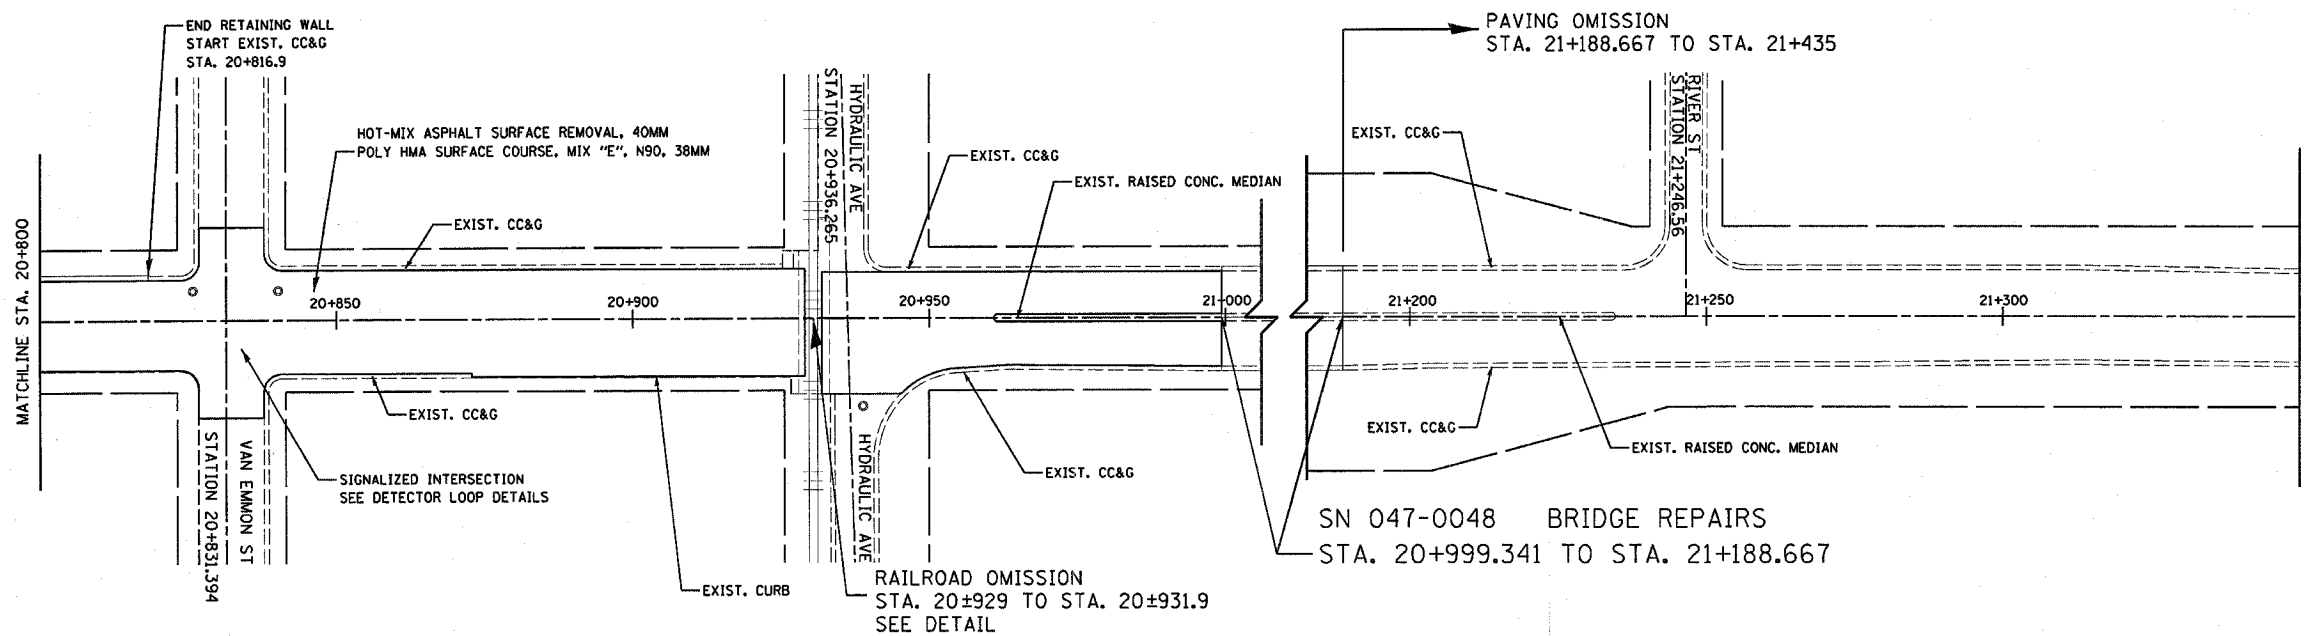 END RETAINING WALL
START EXIST. CC&G
STA. 20+816.9
PAVING OMISSION
STA. 21+188.667 TO STA. 21+435
HOT-MIX ASPHALT SURFACE REMOVAL, 40MM
POLY HMA SURFACE COURSE, MIX "E", N90, 38MM
STATION 20+936.265
HYDRAULIC AVE
EXIST. CC&G
EXIST. RAISED CONC. MEDIAN
EXIST. CC&G
RIVER ST
STATION 21+246.56
EXIST. CC&G
MATCHLINE STA. 20+800
20+850
20+900
20+950
21+000
21+200
21+250
21+300
EXIST. CC&G
EXIST. CC&G
EXIST. CC&G
EXIST. RAISED CONC. MEDIAN
VAN EMMON ST
STATION 20+831.394
SIGNALIZED INTERSECTION
SEE DETECTOR LOOP DETAILS
HYDRAULIC AVE
EXIST. CURB
SN 047-0048 BRIDGE REPAIRS
STA. 20+999.341 TO STA. 21+188.667
RAILROAD OMISSION
STA. 20±929 TO STA. 20±931.9
SEE DETAIL